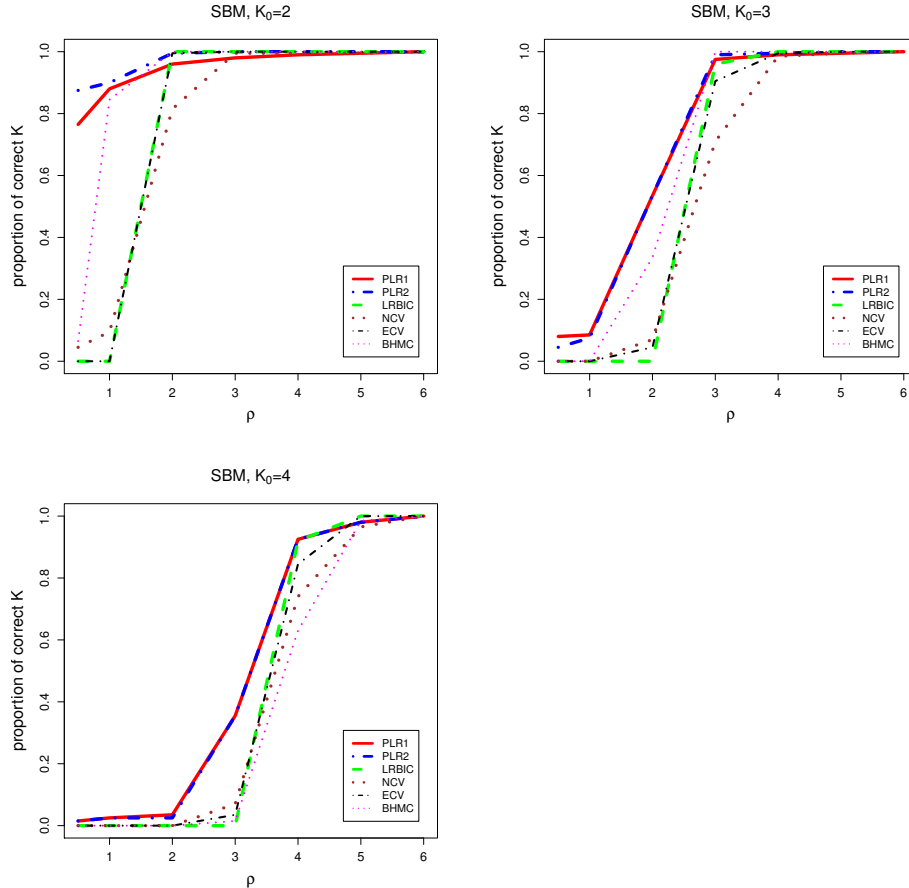 SBM, K₀=2
proportion of correct K
1.0
0.8
0.6
0.4
0.2
0.0
1 2 3 4 5 6
ρ
PLR1
PLR2
LRBIC
NCV
ECV
BHMC
SBM, K₀=3
proportion of correct K
1.0
0.8
0.6
0.4
0.2
0.0
1 2 3 4 5 6
ρ
PLR1
PLR2
LRBIC
NCV
ECV
BHMC
SBM, K₀=4
proportion of correct K
1.0
0.8
0.6
0.4
0.2
0.0
1 2 3 4 5 6
ρ
PLR1
PLR2
LRBIC
NCV
ECV
BHMC